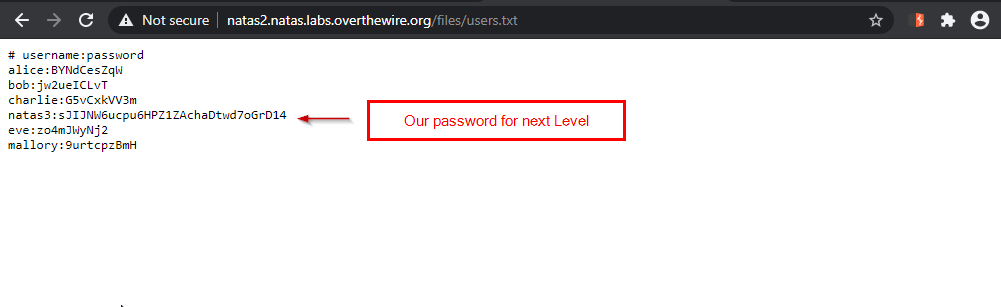 Not secure | natas2.natas.labs.overthewire.org/files/users.txt
# username:password
alice:BYNdCesZqW
bob:jw2ueICLvT
charlie:G5vCxkVV3m
natas3:sJIJNW6ucpu6HPZ1ZAchaDtwd7oGrD14
Our password for next Level
eve:zo4mJWyNj2
mallory:9urtcpzBmH